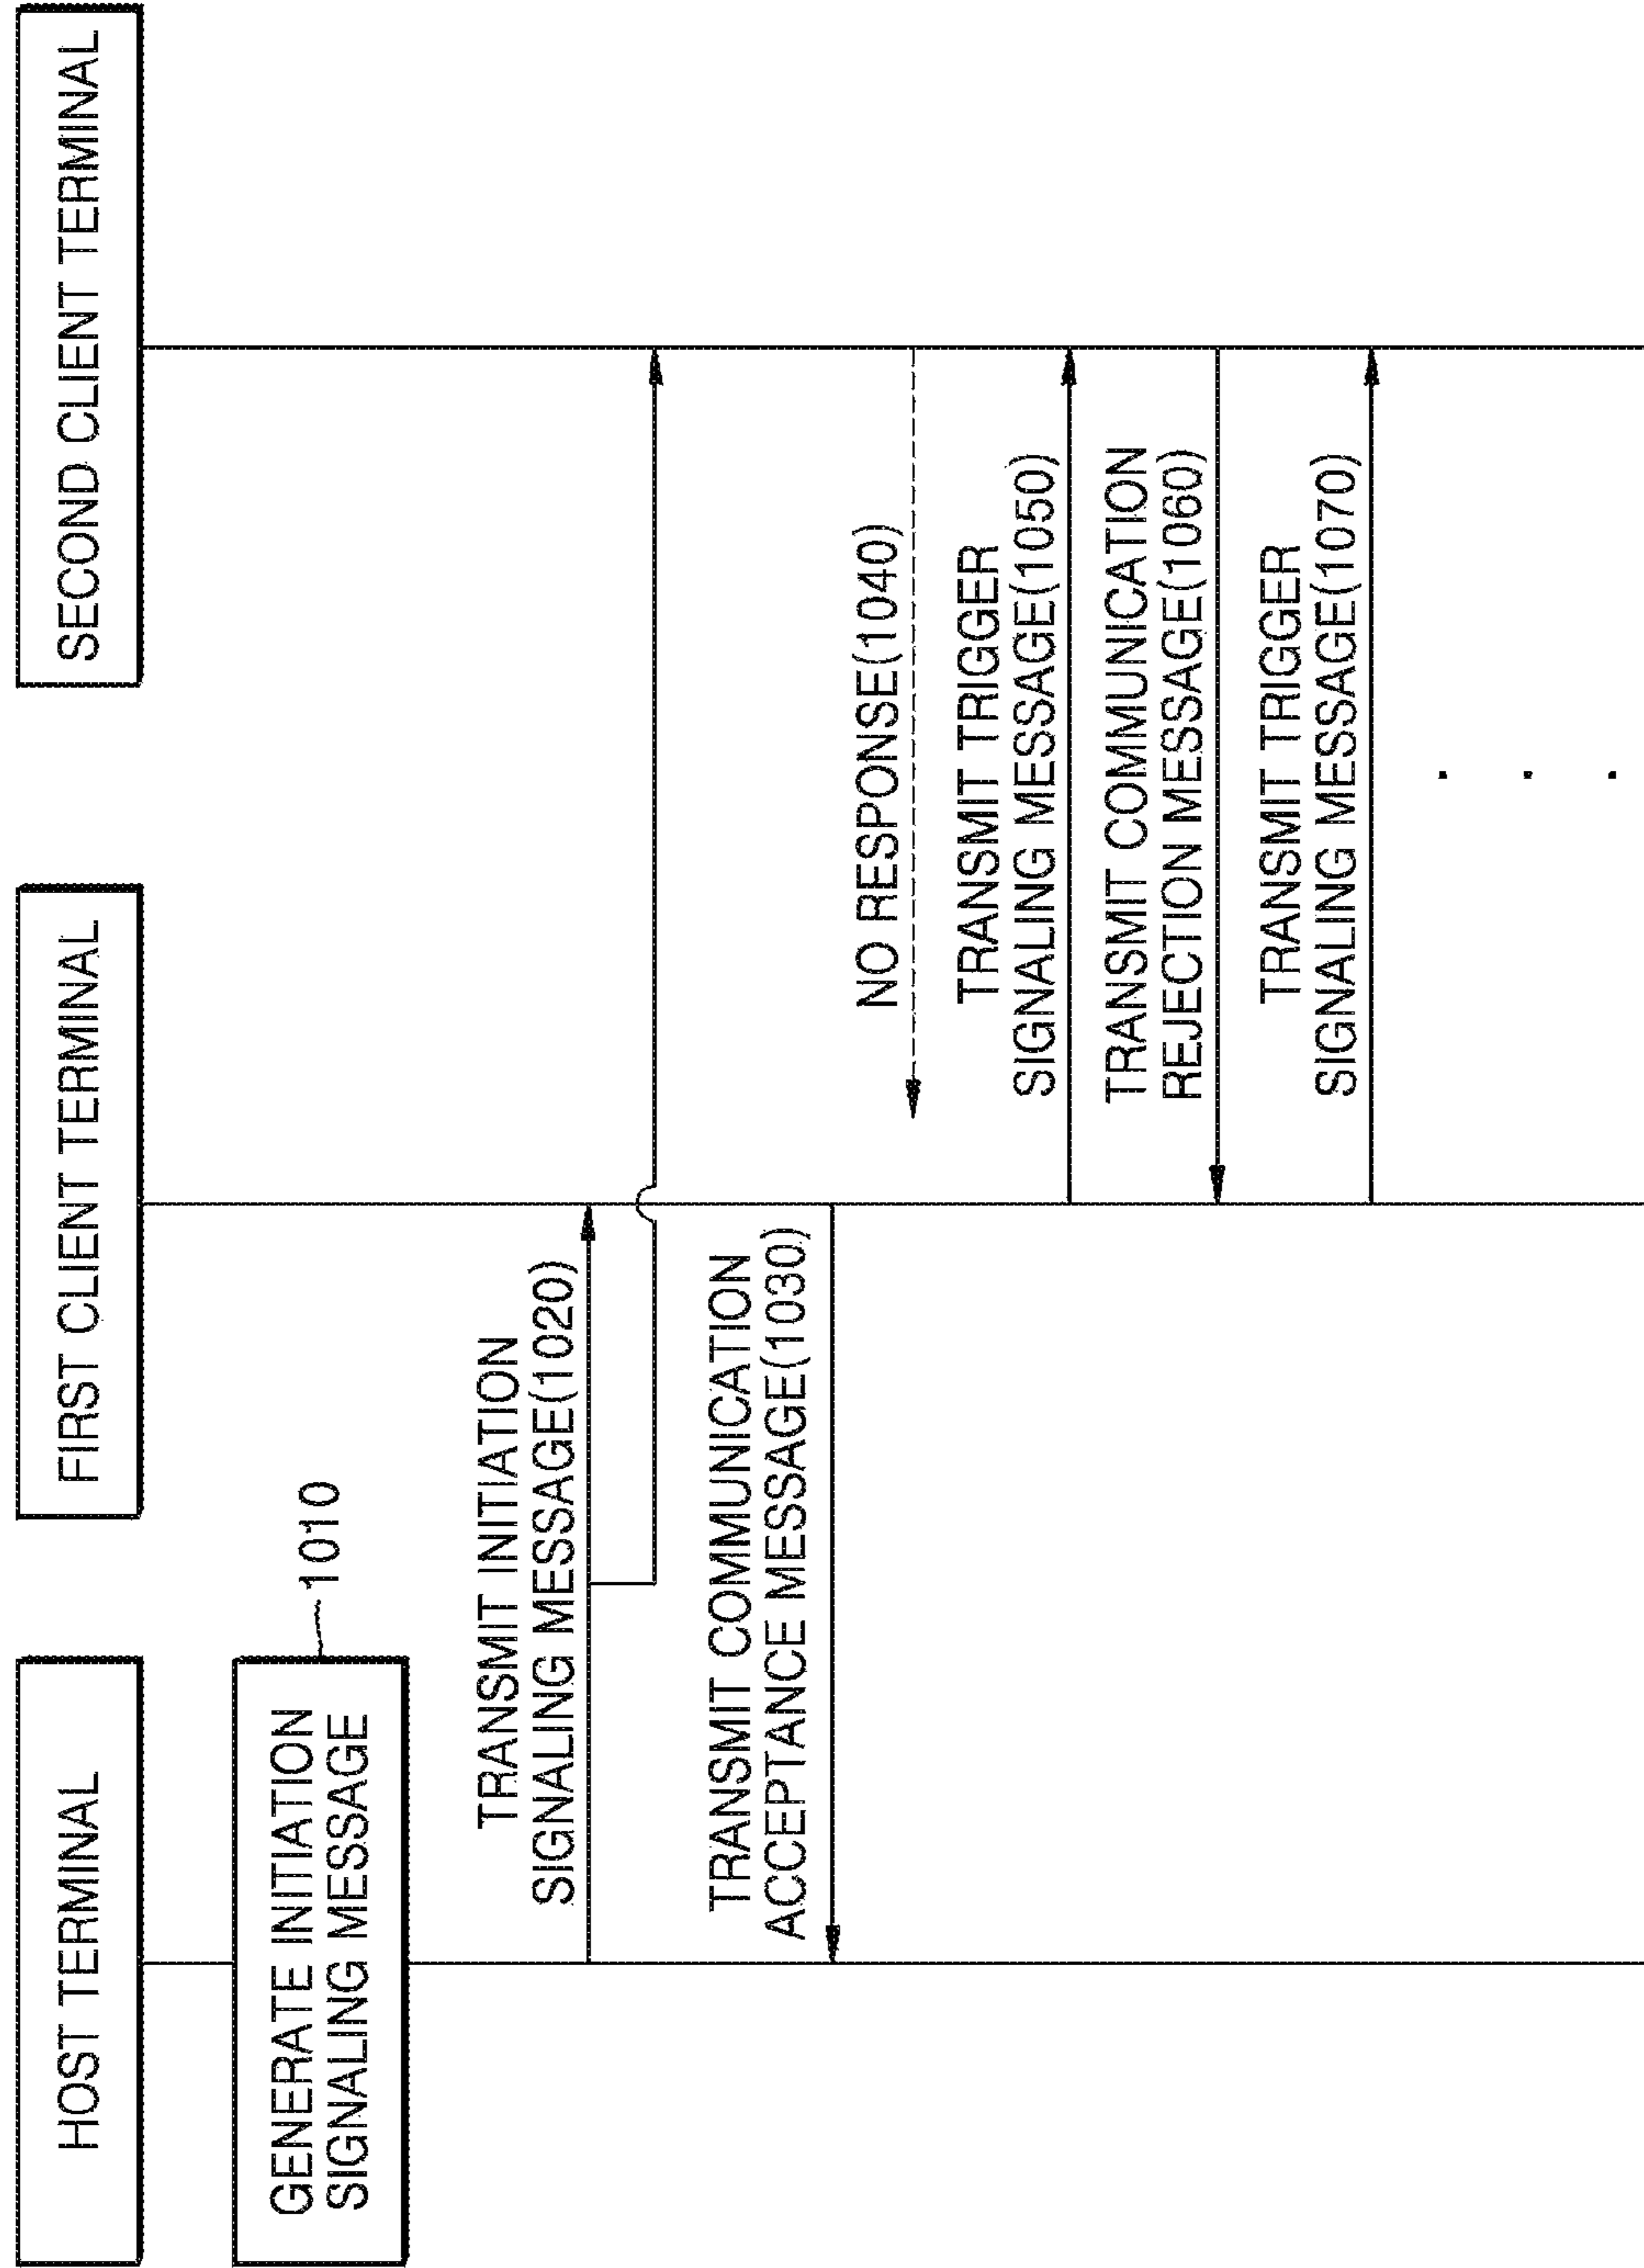 HOST TERMINAL
FIRST CLIENT TERMINAL
SECOND CLIENT TERMINAL
GENERATE INITIATION
SIGNALING MESSAGE
1010
TRANSMIT INITIATION
SIGNALING MESSAGE(1020)
TRANSMIT COMMUNICATION
ACCEPTANCE MESSAGE(1030)
NO RESPONSE(1040)
TRANSMIT TRIGGER
SIGNALING MESSAGE(1050)
TRANSMIT COMMUNICATION
REJECTION MESSAGE(1060)
TRANSMIT TRIGGER
SIGNALING MESSAGE(1070)
. . .